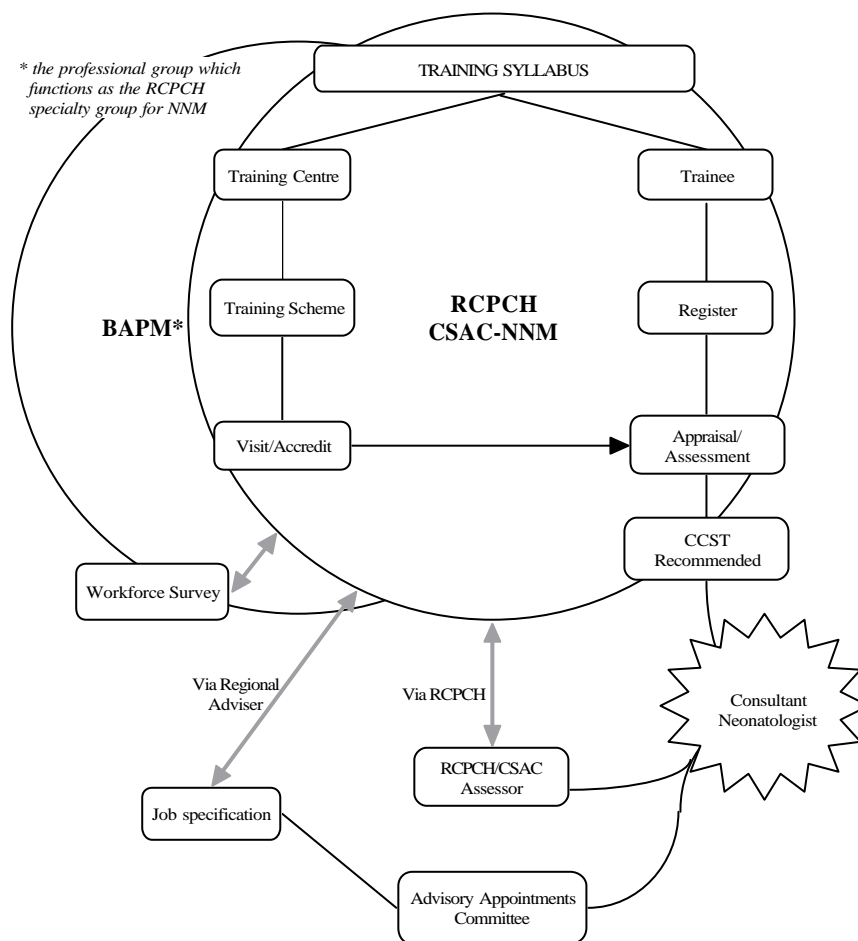 TRAINING SYLLABUS
* the professional group which
functions as the RCPCH
specialty group for NNM
Training Centre
Trainee
Training Scheme
BAPM*
RCPCH
CSAC-NNM
Register
Visit/Accredit
Appraisal/
Assessment
CCST
Recommended
Workforce Survey
Via Regional
Adviser
Via RCPCH
Consultant
Neonatologist
RCPCH/CSAC
Assessor
Job specification
Advisory Appointments
Committee